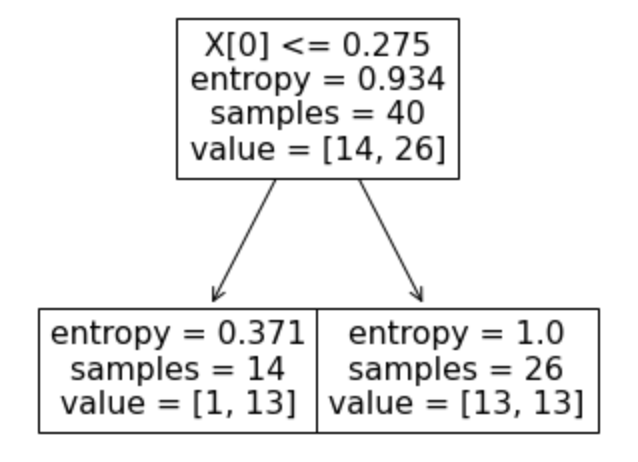 X[0] <= 0.275
entropy = 0.934
samples = 40
value = [14, 26]
entropy = 0.371
samples = 14
value = [1, 13]
entropy = 1.0
samples = 26
value = [13, 13]